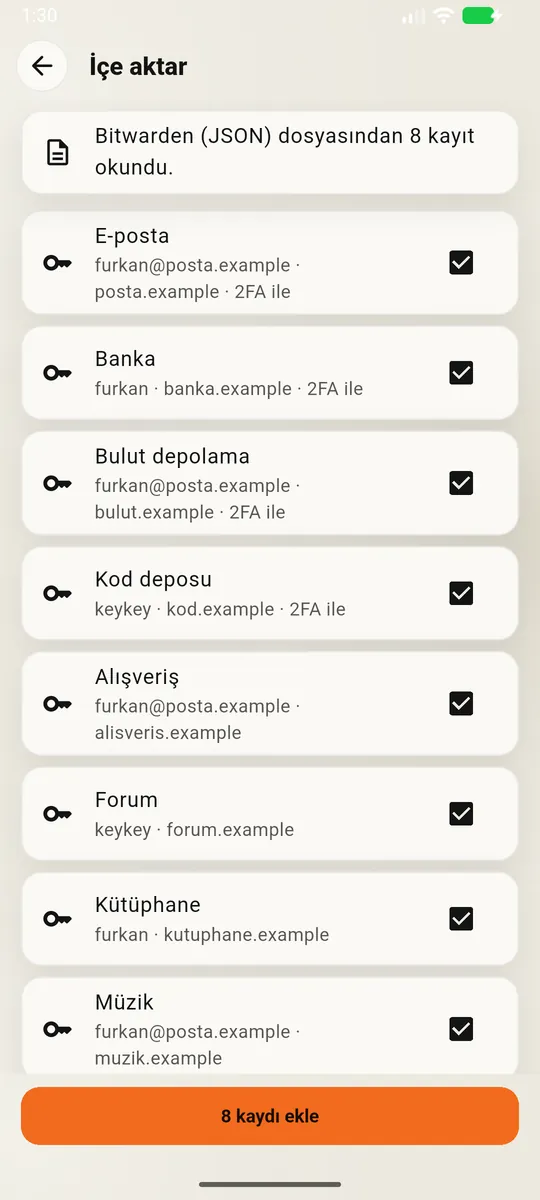 1:30
İçe aktar
Bitwarden (JSON) dosyasından 8 kayıt
okundu.
E-posta
furkan@posta.example ·
posta.example · 2FA ile
Banka
furkan · banka.example · 2FA ile
Bulut depolama
furkan@posta.example ·
bulut.example · 2FA ile
Kod deposu
keykey · kod.example · 2FA ile
Alışveriş
furkan@posta.example ·
alisveris.example
Forum
keykey · forum.example
Kütüphane
furkan · kutuphane.example
Müzik
furkan@posta.example ·
muzik.example
8 kaydı ekle